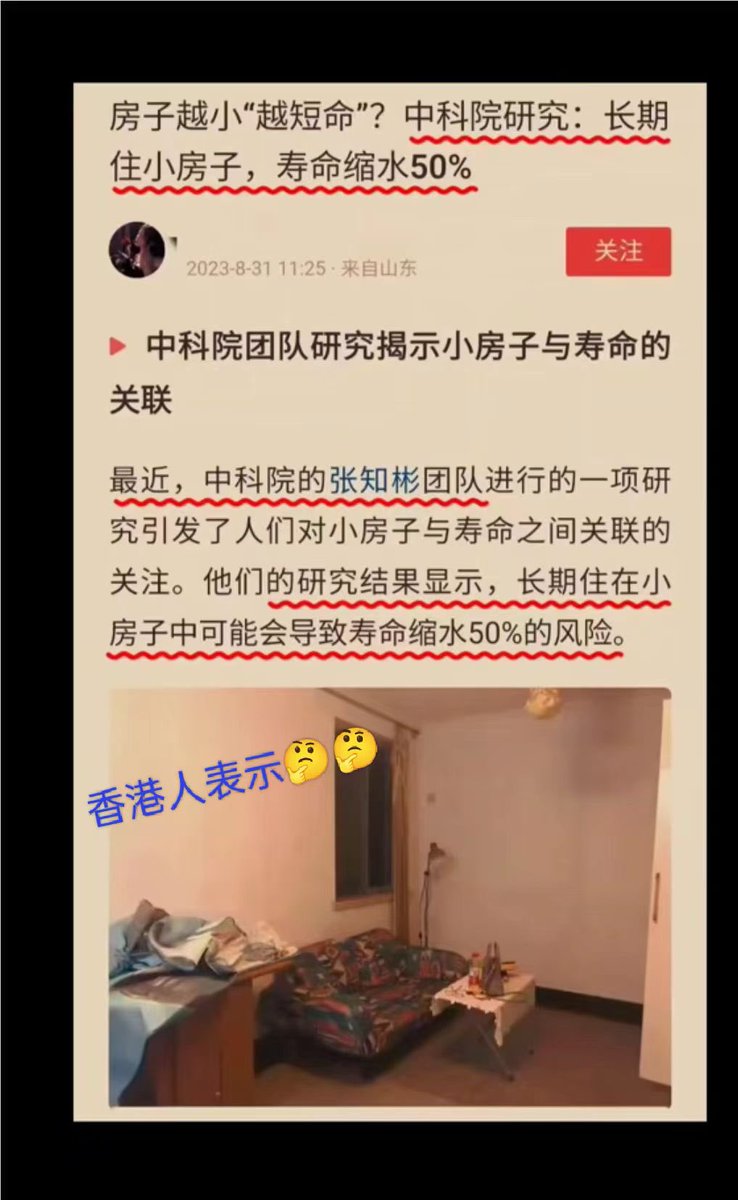 房子越小“越短命”？中科院研究：长期
住小房子，寿命缩水50%
2023-8-31 11:25 · 来自山东
关注
中科院团队研究揭示小房子与寿命的
关联
最近，中科院的张知彬团队进行的一项研
究引发了人们对小房子与寿命之间关联的
关注。他们的研究结果显示，长期住在小
房子中可能会导致寿命缩水50%的风险。
香港人表示🤔🤔